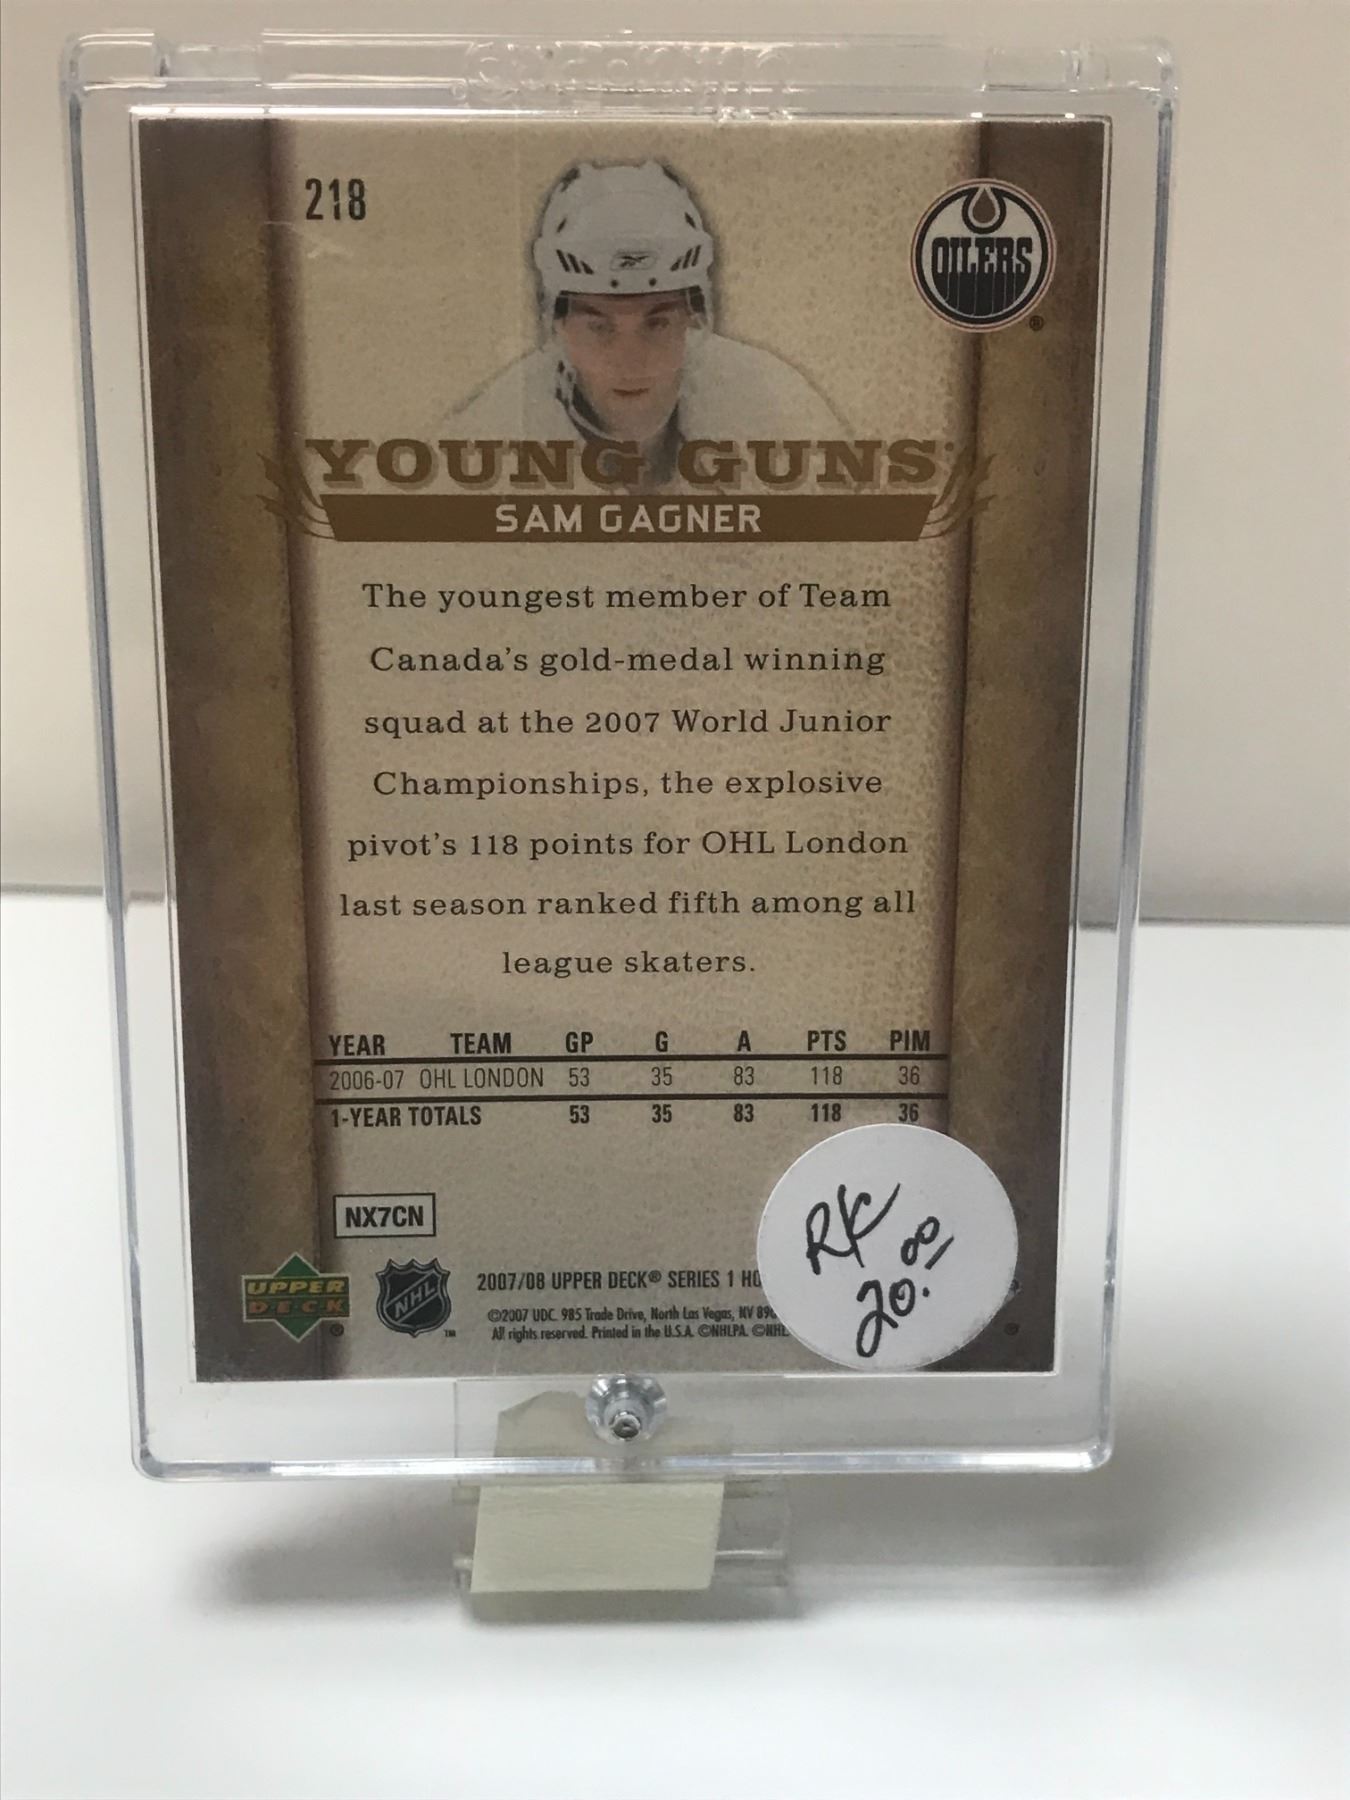 218
OILERS
®
YOUNG GUNS
SAM GAGNER
The youngest member of Team
Canada's gold-medal winning
squad at the 2007 World Junior
Championships, the explosive
pivot's 118 points for OHL London
last season ranked fifth among all
league skaters.
YEAR TEAM GP G A PTS PIM
2006-07 OHL LONDON 53 35 83 118 36
1-YEAR TOTALS 53 35 83 118 36
NX7CN
UPPER
DECK
®
NHL
™
2007/08 UPPER DECK® SERIES 1 HO
©2007 UDC. 985 Trade Drive, North Las Vegas, NV 890
All rights reserved. Printed in the U.S.A. ©NHLPA. ©NHL
R/C
20.00